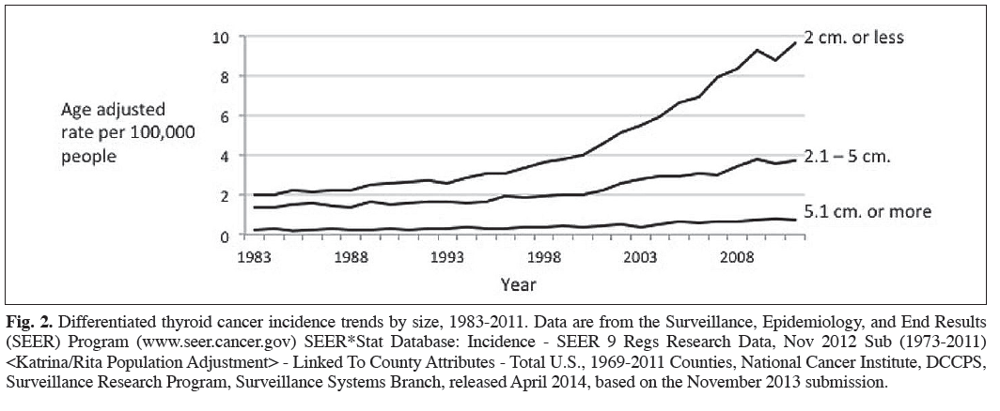 10
2 cm. or less
8
Age adjusted
rate per 100,000
people
6
4
2.1 – 5 cm.
2
5.1 cm. or more
0
1983 1988 1993 1998 2003 2008
Year
Fig. 2. Differentiated thyroid cancer incidence trends by size, 1983-2011. Data are from the Surveillance, Epidemiology, and End Results
(SEER) Program (www.seer.cancer.gov) SEER*Stat Database: Incidence - SEER 9 Regs Research Data, Nov 2012 Sub (1973-2011)
<Katrina/Rita Population Adjustment> - Linked To County Attributes - Total U.S., 1969-2011 Counties, National Cancer Institute, DCCPS,
Surveillance Research Program, Surveillance Systems Branch, released April 2014, based on the November 2013 submission.